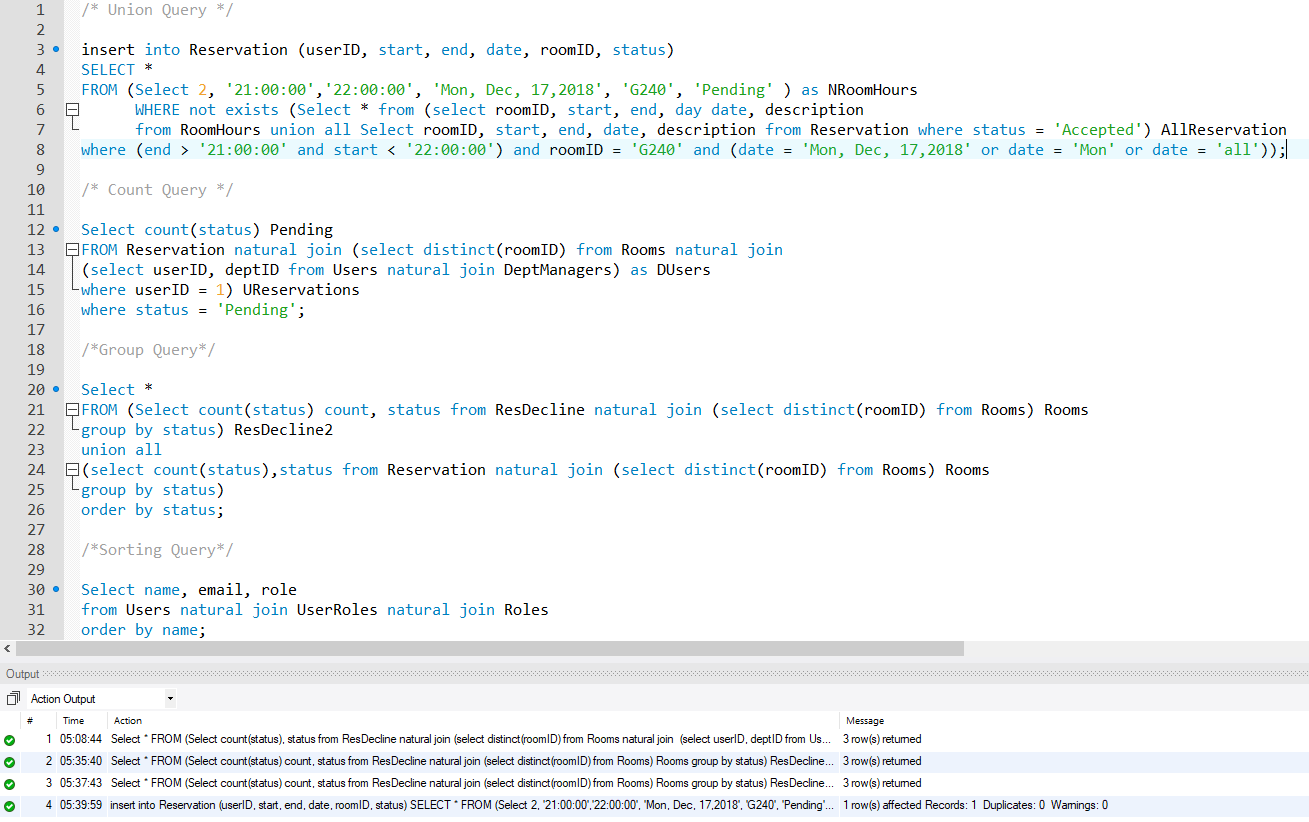 1 /* Union Query */
2
3 insert into Reservation (userID, start, end, date, roomID, status)
4 SELECT *
5 FROM (Select 2, '21:00:00','22:00:00', 'Mon, Dec, 17,2018', 'G240', 'Pending' ) as NRoomHours
6 WHERE not exists (Select * from (select roomID, start, end, day date, description
7 from RoomHours union all Select roomID, start, end, date, description from Reservation where status = 'Accepted') AllReservation
8 where (end > '21:00:00' and start < '22:00:00') and roomID = 'G240' and (date = 'Mon, Dec, 17,2018' or date = 'Mon' or date = 'all'));
9
10 /* Count Query */
11
12 Select count(status) Pending
13 FROM Reservation natural join (select distinct(roomID) from Rooms natural join
14 (select userID, deptID from Users natural join DeptManagers) as DUsers
15 where userID = 1) UReservations
16 where status = 'Pending';
17
18 /*Group Query*/
19
20 Select *
21 FROM (Select count(status) count, status from ResDecline natural join (select distinct(roomID) from Rooms) Rooms
22 group by status) ResDecline2
23 union all
24 (select count(status),status from Reservation natural join (select distinct(roomID) from Rooms) Rooms
25 group by status)
26 order by status;
27
28 /*Sorting Query*/
29
30 Select name, email, role
31 from Users natural join UserRoles natural join Roles
32 order by name;
Output
Action Output
# Time Action Message
1 05:08:44 Select * FROM (Select count(status), status from ResDecline natural join (select distinct(roomID) from Rooms natural join (select userID, deptID from Us... 3 row(s) returned
2 05:35:40 Select * FROM (Select count(status) count, status from ResDecline natural join (select distinct(roomID) from Rooms) Rooms group by status) ResDecline... 3 row(s) returned
3 05:37:43 Select * FROM (Select count(status) count, status from ResDecline natural join (select distinct(roomID) from Rooms) Rooms group by status) ResDecline... 3 row(s) returned
4 05:39:59 insert into Reservation (userID, start, end, date, roomID, status) SELECT * FROM (Select 2, '21:00:00','22:00:00', 'Mon, Dec, 17,2018', 'G240', 'Pending'... 1 row(s) affected Records: 1 Duplicates: 0 Warnings: 0